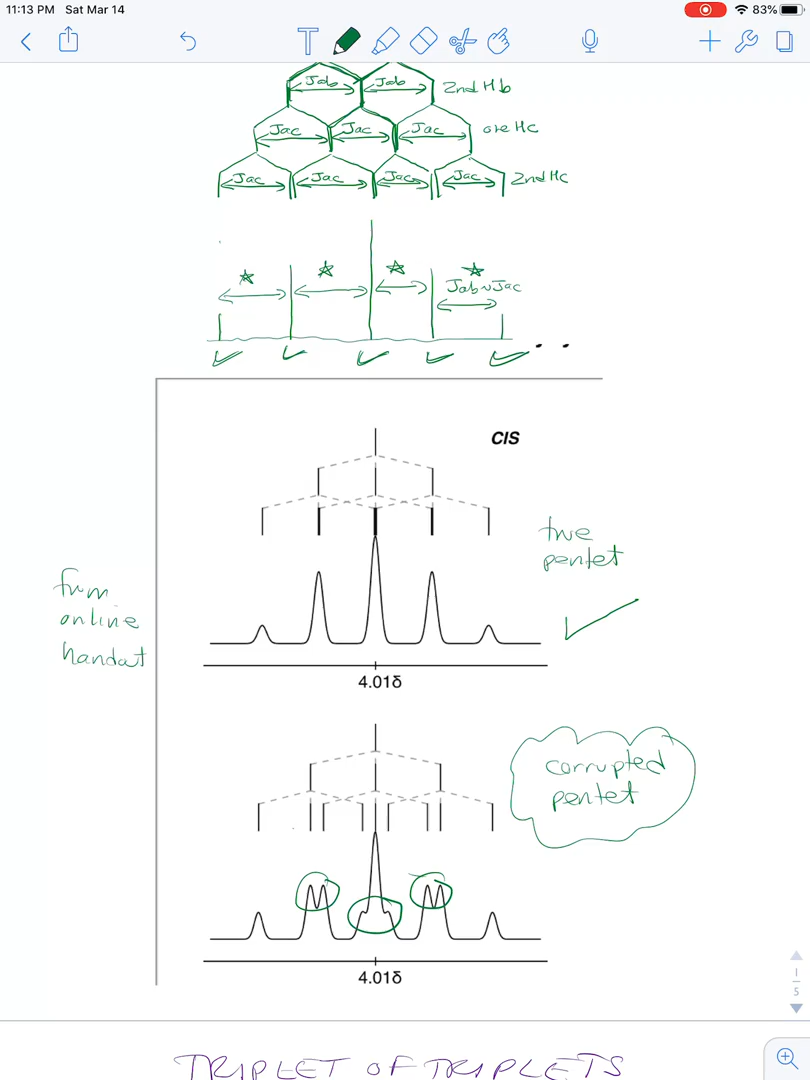 11:13 PM Sat Mar 14 83%
T
Jab Jab 2nd Hb
Jac Jac Jac one Hc
Jac Jac Jac Jac 2nd Hc
Jab ~ Jac
CIS
true
pentet
from
online
handout
4.01δ
corrupted
pentet
4.01δ
1
5
TRIPLET OF TRIPLETS